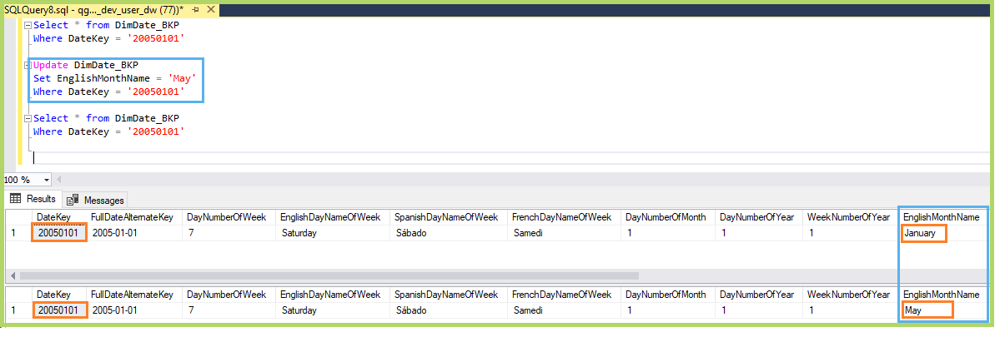 SQLQuery8.sql - qg..._dev_user_dw (77))*
Select * from DimDate_BKP
Where DateKey = '20050101'
Update DimDate_BKP
Set EnglishMonthName = 'May'
Where DateKey = '20050101'
Select * from DimDate_BKP
Where DateKey = '20050101'
100 %
Results Messages
DateKey FullDateAlternateKey DayNumberOfWeek EnglishDayNameOfWeek SpanishDayNameOfWeek FrenchDayNameOfWeek DayNumberOfMonth DayNumberOfYear WeekNumberOfYear EnglishMonthName
1 20050101 2005-01-01 7 Saturday Sábado Samedi 1 1 1 January
DateKey FullDateAlternateKey DayNumberOfWeek EnglishDayNameOfWeek SpanishDayNameOfWeek FrenchDayNameOfWeek DayNumberOfMonth DayNumberOfYear WeekNumberOfYear EnglishMonthName
1 20050101 2005-01-01 7 Saturday Sábado Samedi 1 1 1 May